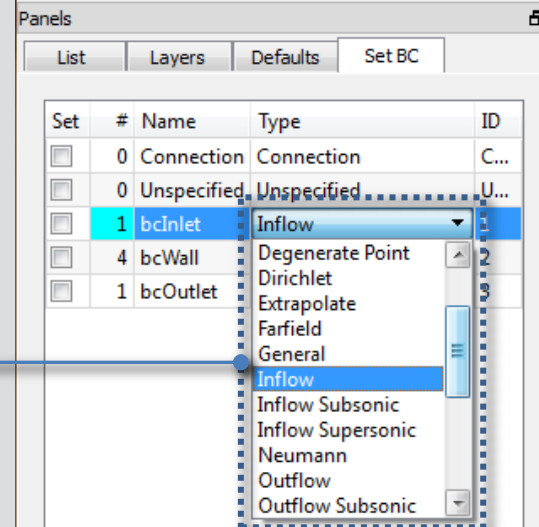 Panels
List Layers Defaults Set BC
Set # Name Type ID
0 Connection Connection C...
0 Unspecified Unspecified U...
1 bcInlet Inflow 1
4 bcWall 2
1 bcOutlet 3
Degenerate Point
Dirichlet
Extrapolate
Farfield
General
Inflow
Inflow Subsonic
Inflow Supersonic
Neumann
Outflow
Outflow Subsonic